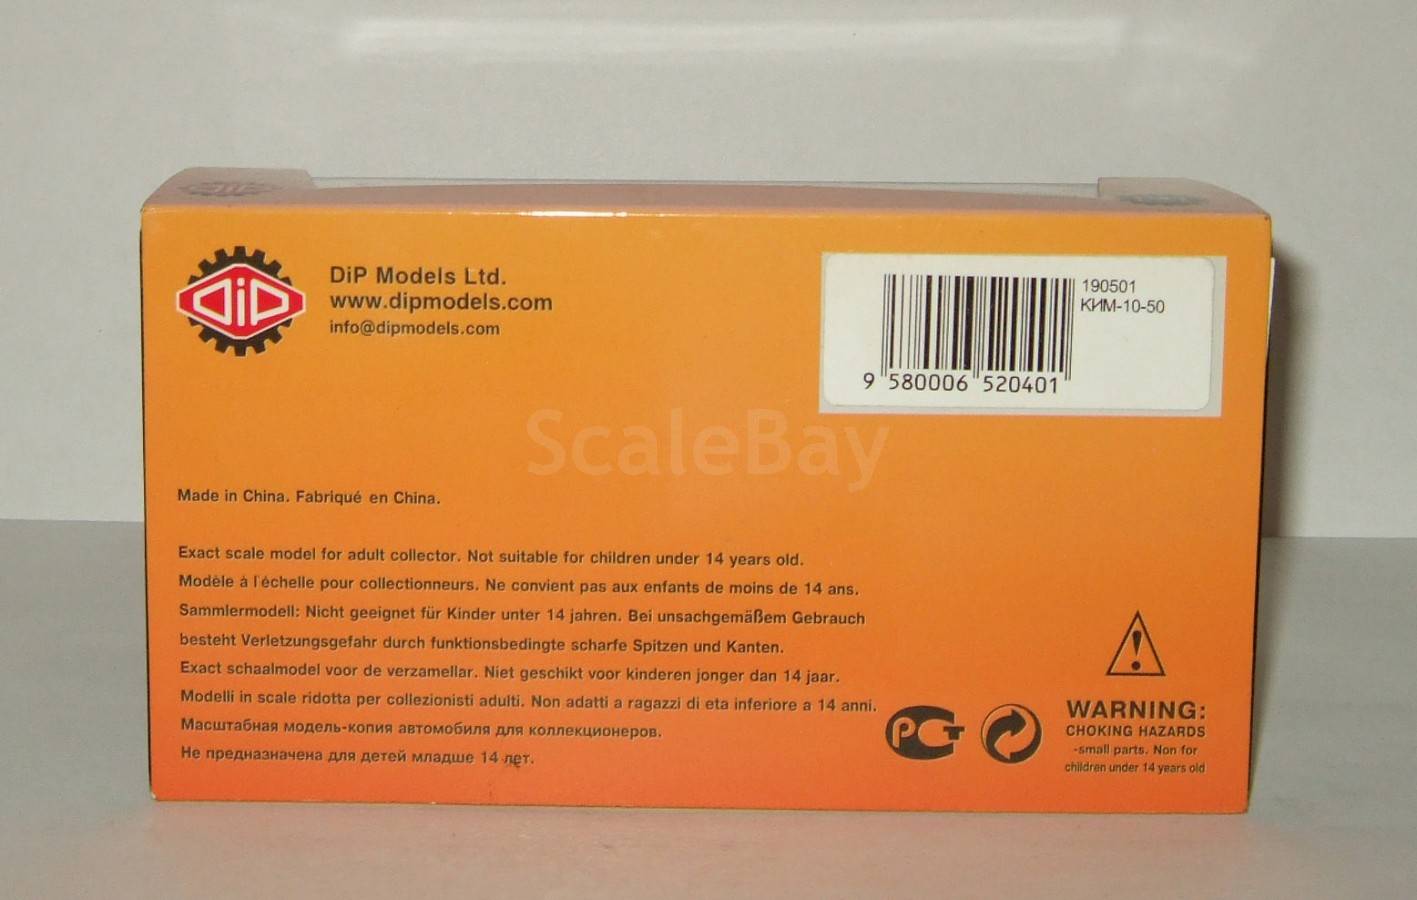 DiP
DiP Models Ltd.
www.dipmodels.com
info@dipmodels.com
190501
КИМ-10-50
9 580006 520401
ScaleBay
Made in China. Fabriqué en China.
Exact scale model for adult collector. Not suitable for children under 14 years old.
Modèle à l'échelle pour collectionneurs. Ne convient pas aux enfants de moins de 14 ans.
Sammlermodell: Nicht geeignet für Kinder unter 14 jahren. Bei unsachgemäßem Gebrauch
besteht Verletzungsgefahr durch funktionsbedingte scharfe Spitzen und Kanten.
Exact schaalmodel voor de verzamellar. Niet geschikt voor kinderen jonger dan 14 jaar.
Modelli in scale ridotta per collezionisti adulti. Non adatti a ragazzi di eta inferiore a 14 anni.
Масштабная модель-копия автомобиля для коллекционеров.
Не предназначена для детей младше 14 лет.
РСТ
!
WARNING:
CHOKING HAZARDS
-small parts. Non for
children under 14 years old